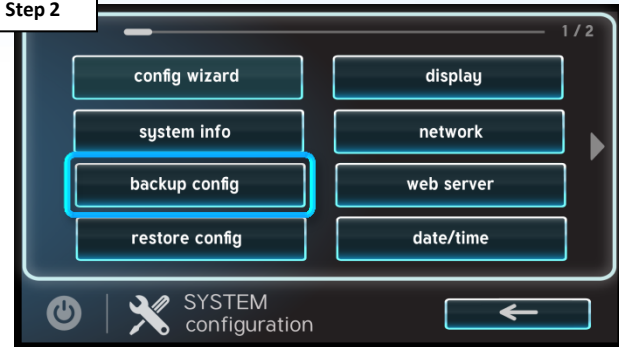 Step 2
1/2
config wizard
display
system info
network
backup config
web server
restore config
date/time
SYSTEM
configuration